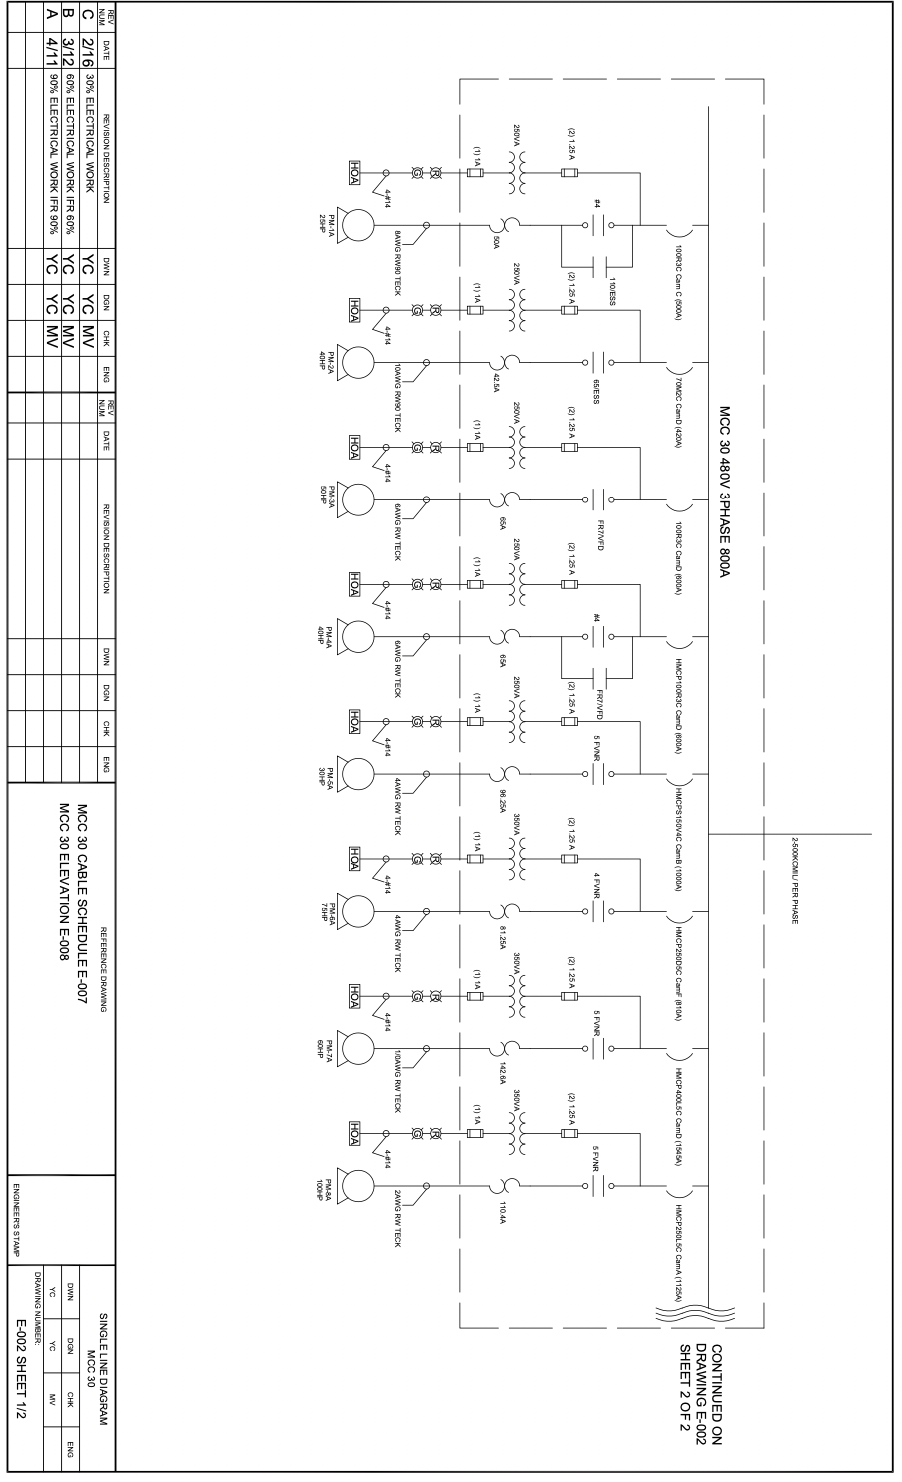 MCC 30 480V 3PHASE 800A
2-500KCMIL/ PER PHASE
CONTINUED ON
DRAWING E-002
SHEET 2 OF 2
100R3C Cam C (500A)
#4
110/ESS
(2) 1.25 A
250VA
(1) 1A
50A
R
G
4-#14
HOA
8AWG RW90 TECK
PM-1A
25HP
70M2C CamD (420A)
65/ESS
(2) 1.25 A
250VA
(1) 1A
42.5A
R
G
4-#14
HOA
10AWG RW90 TECK
PM-2A
40HP
100R3C CamD (600A)
FR7/VFD
(2) 1.25 A
250VA
(1) 1A
65A
R
G
4-#14
HOA
6AWG RW TECK
PM-3A
50HP
HMCP100R3C CamD (600A)
#4
FR7/VFD
(2) 1.25 A
250VA
(1) 1A
65A
R
G
4-#14
HOA
6AWG RW TECK
PM-4A
40HP
HMCPS150V4C CamB (1000A)
5 FVNR
(2) 1.25 A
250VA
(1) 1A
96.25A
R
G
4-#14
HOA
4AWG RW TECK
PM-5A
30HP
HMCP250D5C CamF (810A)
4 FVNR
(2) 1.25 A
350VA
(1) 1A
81.25A
R
G
4-#14
HOA
4AWG RW TECK
PM-6A
75HP
HMCP400L5C CamD (1545A)
5 FVNR
(2) 1.25 A
350VA
(1) 1A
142.6A
R
G
4-#14
HOA
1/0AWG RW TECK
PM-7A
60HP
HMCP250L5C CamA (1125A)
5 FVNR
(2) 1.25 A
350VA
(1) 1A
110.4A
R
G
4-#14
HOA
2AWG RW TECK
PM-8A
100HP
REV NUM DATE REVISION DESCRIPTION DWN DGN CHK ENG
C 2/16 30% ELECTRICAL WORK YC YC MV
B 3/12 60% ELECTRICAL WORK IFR 60% YC YC MV
A 4/11 90% ELECTRICAL WORK IFR 90% YC YC MV
REV NUM DATE REVISION DESCRIPTION DWN DGN CHK ENG
REFERENCE DRAWING
MCC 30 CABLE SCHEDULE E-007
MCC 30 ELEVATION E-008
ENGINEER'S STAMP
SINGLE LINE DIAGRAM
MCC 30
DWN DGN CHK ENG
YC YC MV
DRAWING NUMBER:
E-002 SHEET 1/2